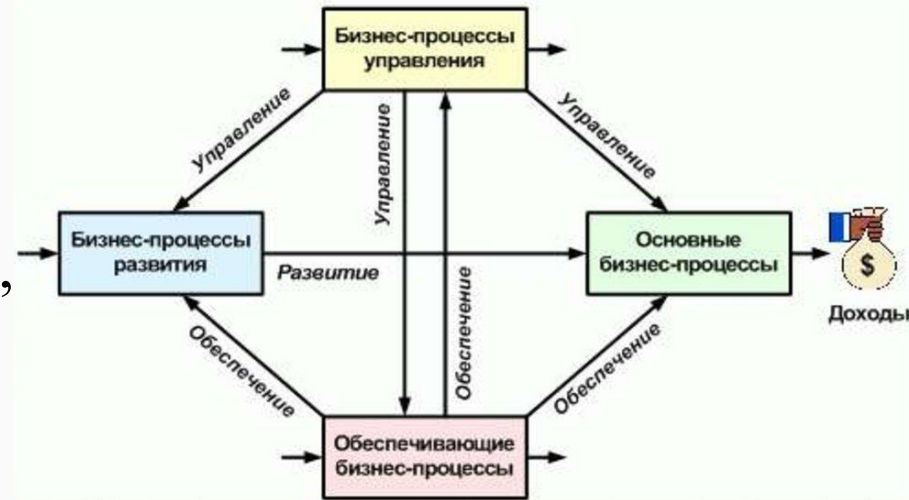 Бизнес-процессы
управления
Управление
Управление
Управление
Бизнес-процессы
развития
Развитие
Основные
бизнес-процессы
$
Доходы
,
Обеспечение
Обеспечение
Обеспечение
Обеспечивающие
бизнес-процессы